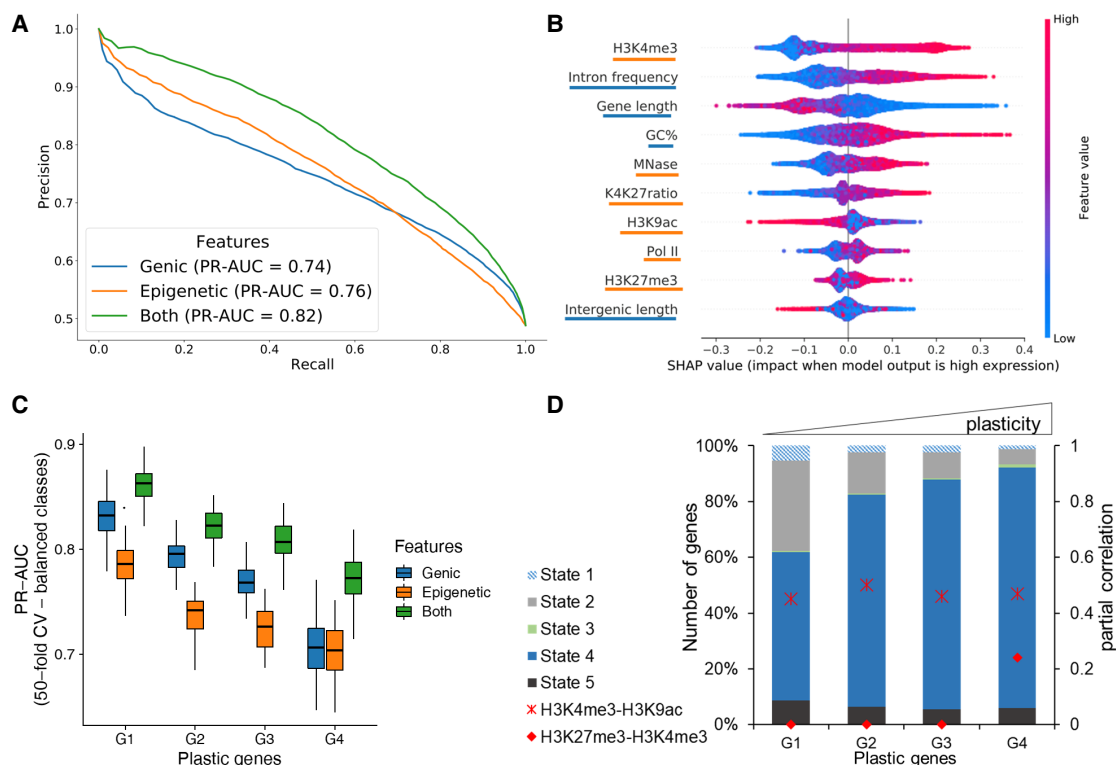 A
1.0
0.9
0.8
0.7
0.6
0.5
Precision
0.0
0.2
0.4
0.6
0.8
1.0
Recall
Features
Genic (PR-AUC = 0.74)
Epigenetic (PR-AUC = 0.76)
Both (PR-AUC = 0.82)
B
H3K4me3
Intron frequency
Gene length
GC%
MNase
K4K27ratio
H3K9ac
Pol II
H3K27me3
Intergenic length
−0.3
−0.2
−0.1
0.0
0.1
0.2
0.3
0.4
SHAP value (impact when model output is high expression)
High
Low
Feature value
C
0.9
0.8
0.7
PR−AUC
(50−fold CV − balanced classes)
G1
G2
G3
G4
Plastic genes
Features
Genic
Epigenetic
Both
D
plasticity
100%
80%
60%
40%
20%
0%
Number of genes
1
0.8
0.6
0.4
0.2
0
partial correlation
G1
G2
G3
G4
Plastic genes
State 1
State 2
State 3
State 4
State 5
H3K4me3-H3K9ac
H3K27me3-H3K4me3